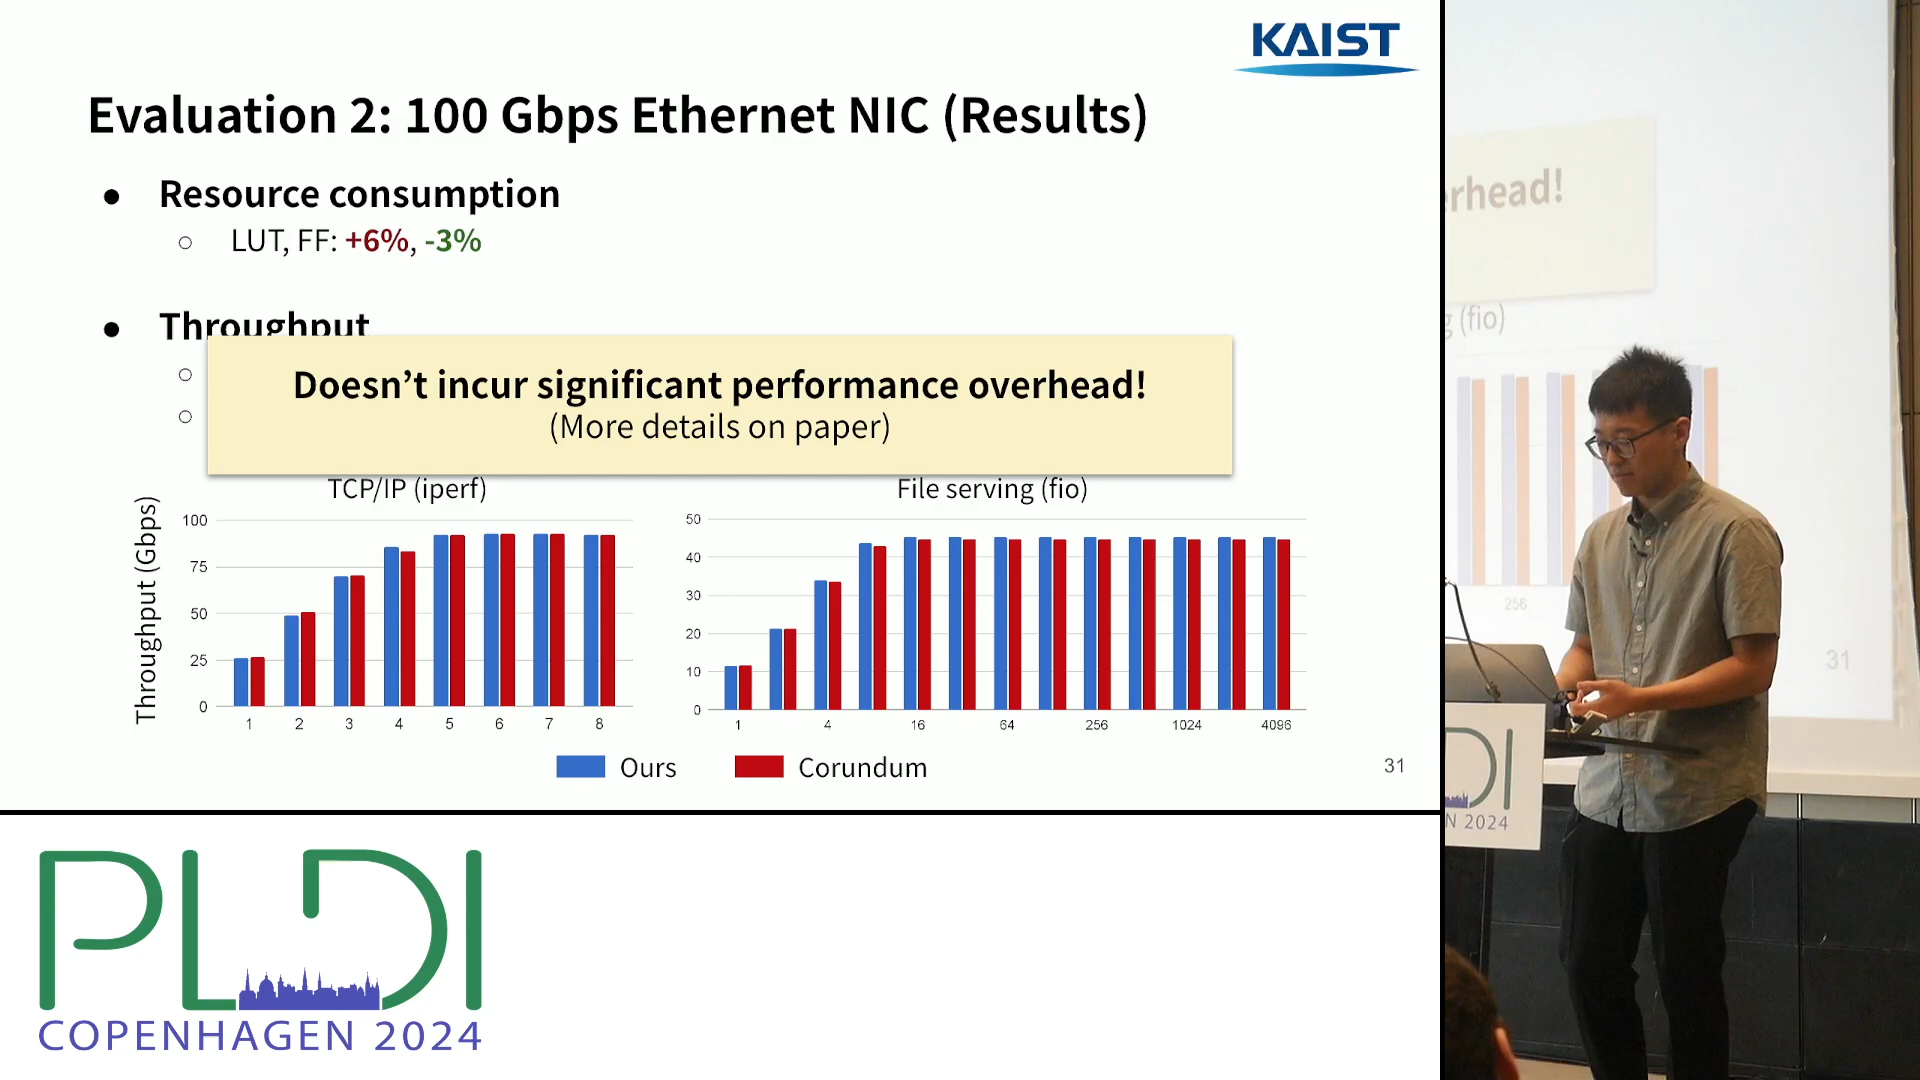 KAIST
Evaluation 2: 100 Gbps Ethernet NIC (Results)
● Resource consumption
○ LUT, FF: +6%, -3%
● Throughput
○
○
Doesn’t incur significant performance overhead!
(More details on paper)
TCP/IP (iperf)
File serving (fio)
Throughput (Gbps)
100
75
50
25
0
1 2 3 4 5 6 7 8
50
40
30
20
10
0
1 4 16 64 256 1024 4096
Ours
Corundum
31
PLDI
COPENHAGEN 2024
erhead!
(fio)
256
31
DI
N 2024